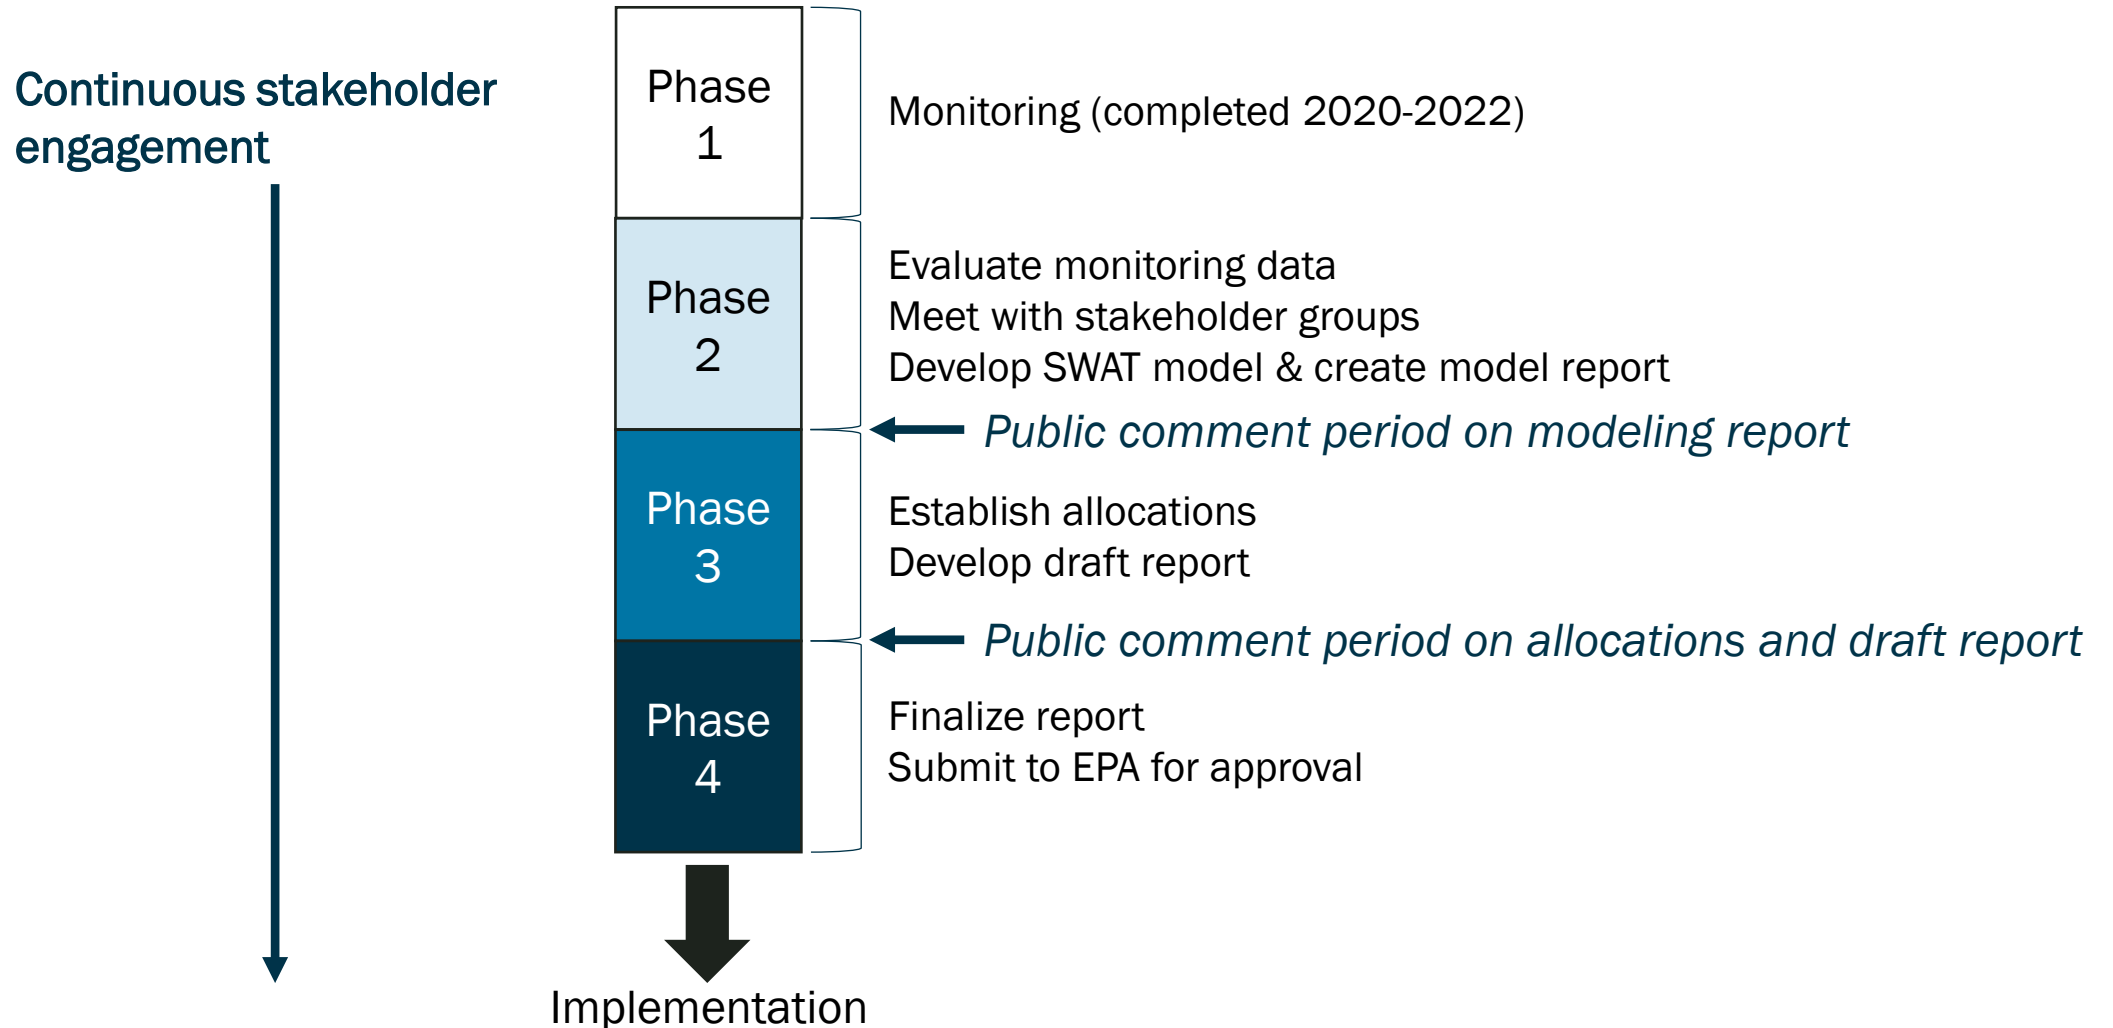 Continuous stakeholder
engagement
Phase
1
Monitoring (completed 2020-2022)
Phase
2
Evaluate monitoring data
Meet with stakeholder groups
Develop SWAT model & create model report
Public comment period on modeling report
Phase
3
Establish allocations
Develop draft report
Public comment period on allocations and draft report
Phase
4
Finalize report
Submit to EPA for approval
Implementation